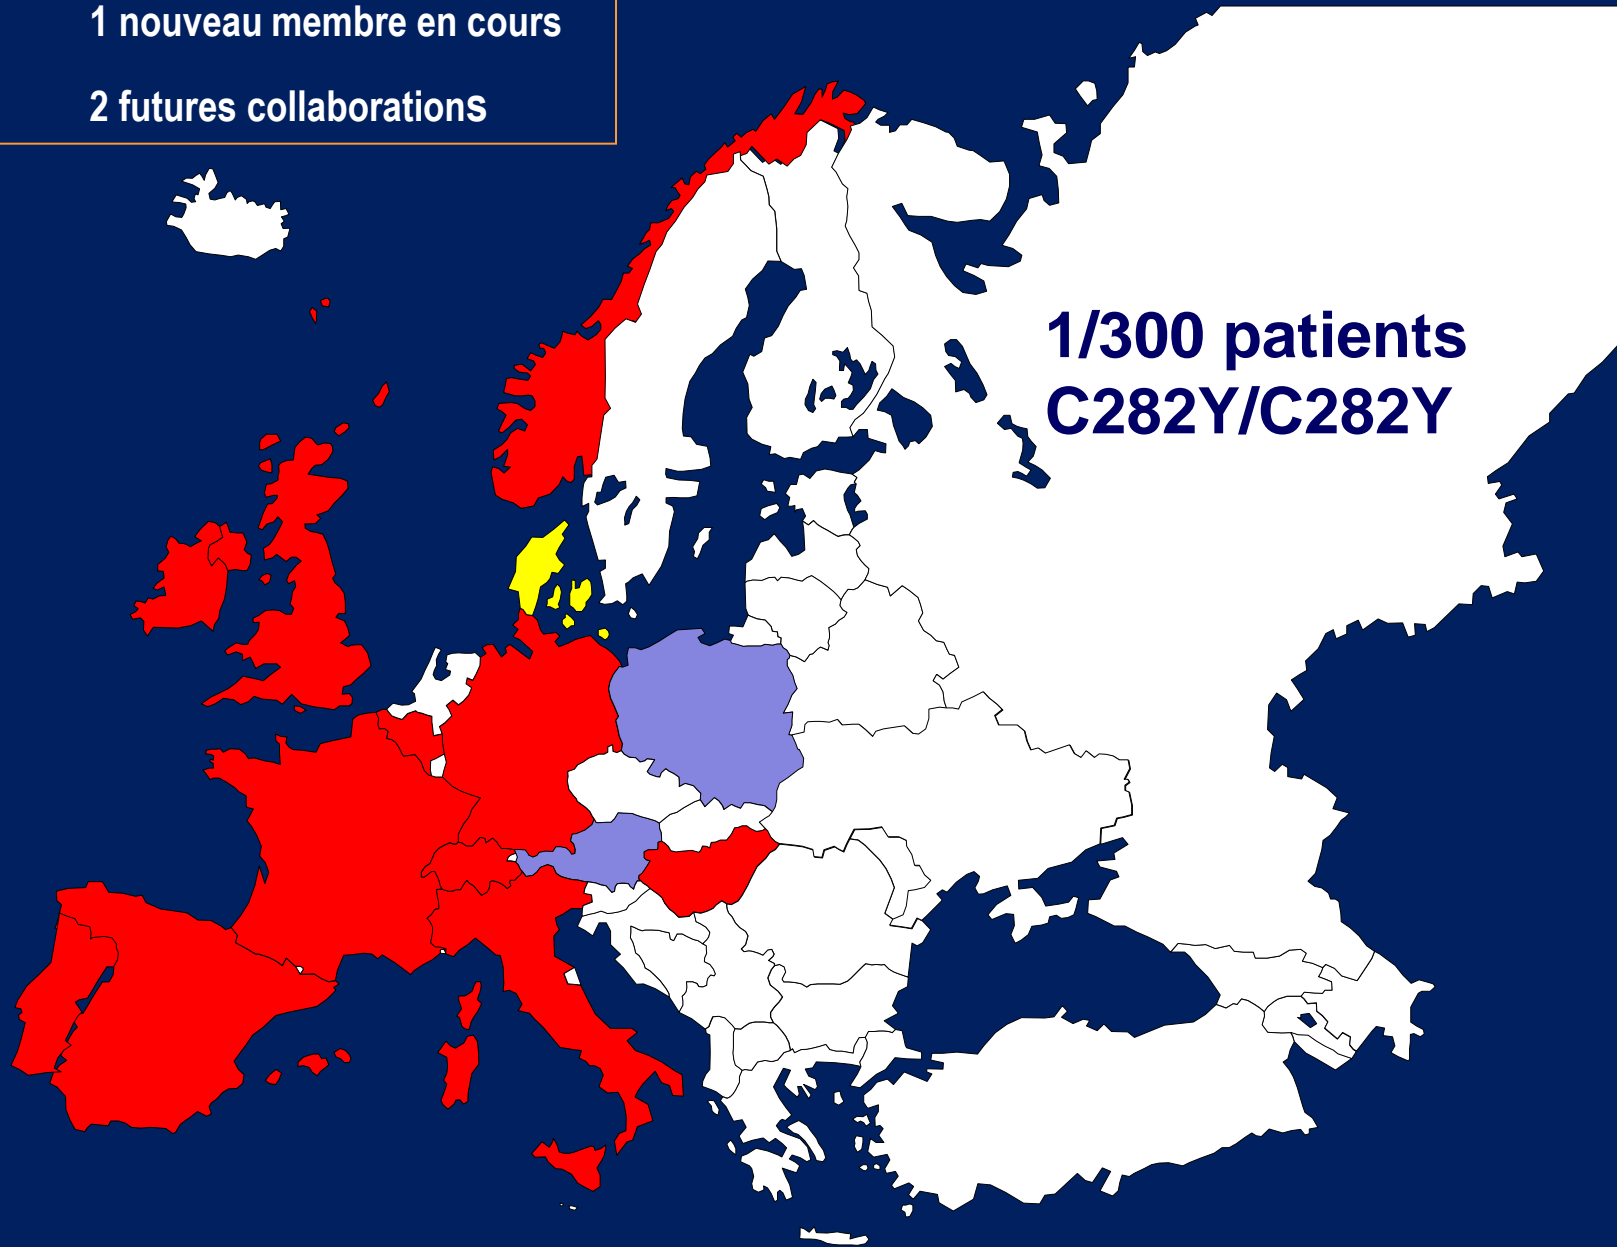 1 nouveau membre en cours
2 futures collaborations
1/300 patients
C282Y/C282Y